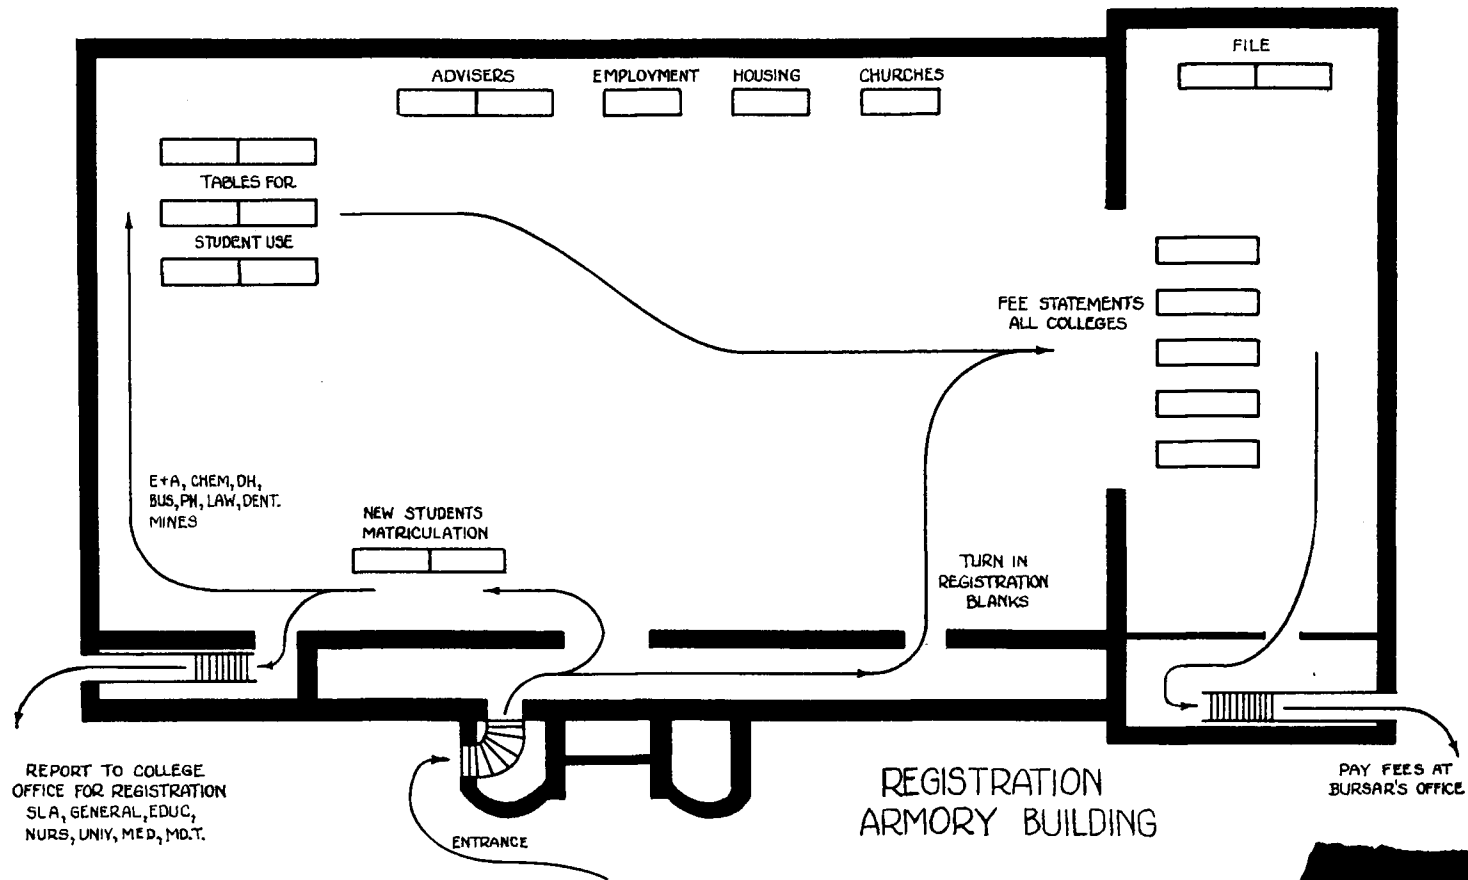 FILE
ADVISERS
EMPLOYMENT
HOUSING
CHURCHES
TABLES FOR
STUDENT USE
FEE STATEMENTS
ALL COLLEGES
E+A, CHEM, DH,
BUS, PH, LAW, DENT.
MINES
NEW STUDENTS
MATRICULATION
TURN IN
REGISTRATION
BLANKS
REPORT TO COLLEGE
OFFICE FOR REGISTRATION
SLA, GENERAL, EDUC,
NURS, UNIV, MED, MD.T.
ENTRANCE
REGISTRATION
ARMORY BUILDING
PAY FEES AT
BURSAR'S OFFICE